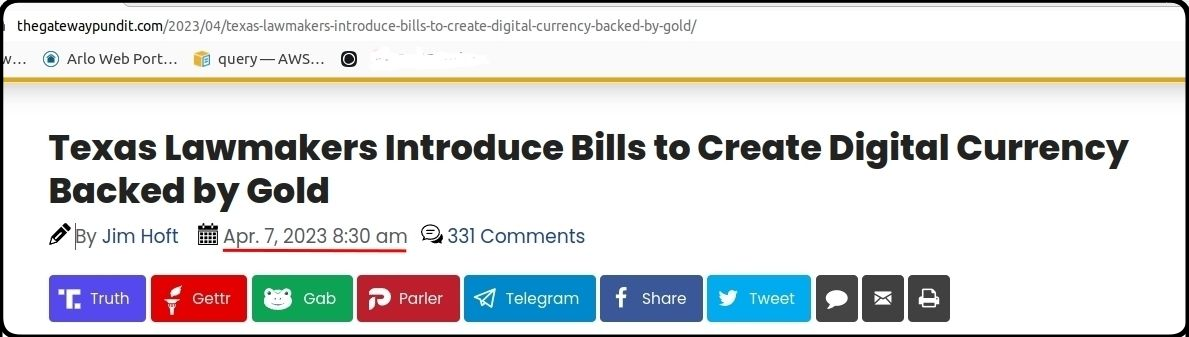 thegatewaypundit.com/2023/04/texas-lawmakers-introduce-bills-to-create-digital-currency-backed-by-gold/
w... Arlo Web Port... query — AWS...
Texas Lawmakers Introduce Bills to Create Digital Currency
Backed by Gold
By Jim Hoft Apr. 7, 2023 8:30 am 331 Comments
Truth Gettr Gab Parler Telegram Share Tweet